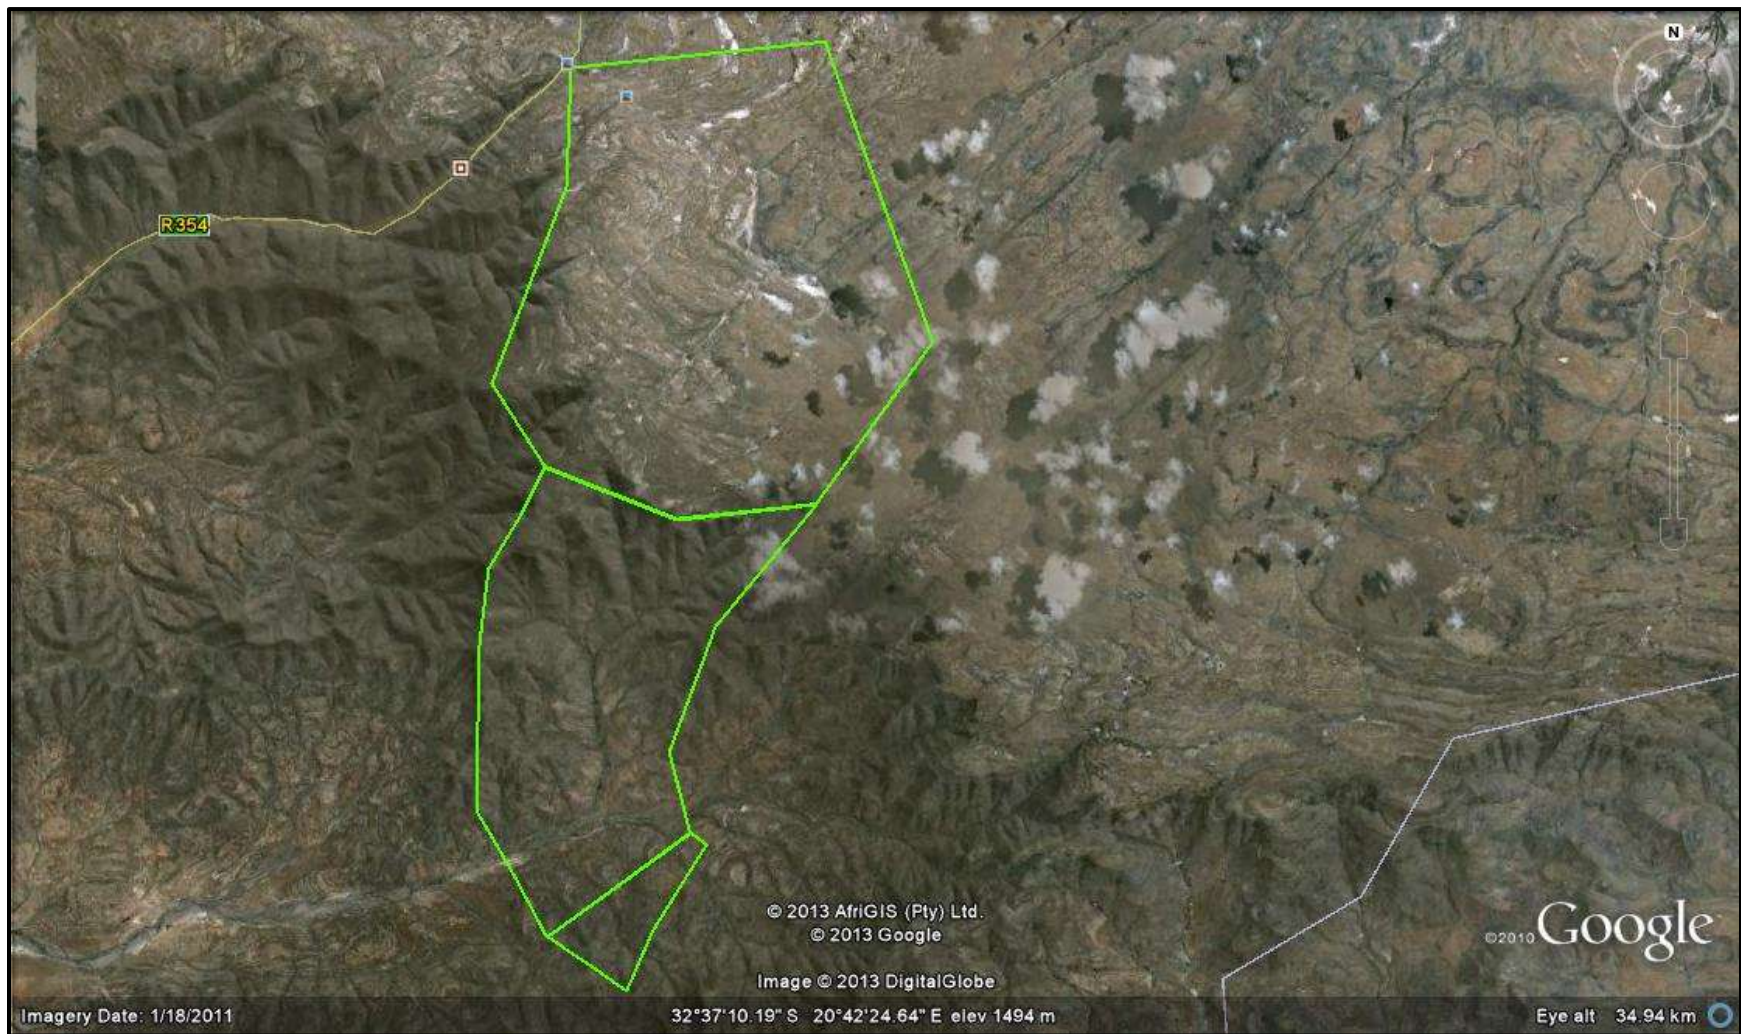 N
R354
© 2013 AfriGIS (Pty) Ltd.
© 2013 Google
©2010 Google
Image © 2013 DigitalGlobe
Imagery Date: 1/18/2011 32°37'10.19" S 20°42'24.64" E elev 1494 m Eye alt 34.94 km